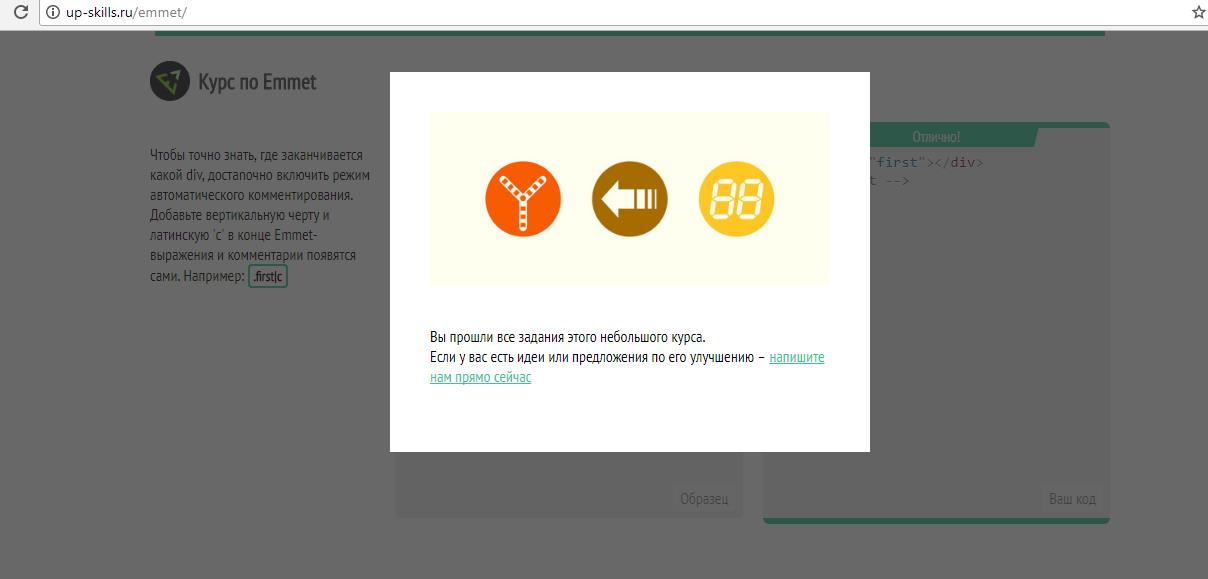 up-skills.ru/emmet/
Курс по Emmet
Чтобы точно знать, где заканчивается
какой div, достапочно включить режим
автоматического комментирования.
Добавьте вертикальную черту и
латинскую 'c' в конце Emmet-
выражения и комментарии появятся
сами. Например: .first|c
88
Вы прошли все задания этого небольшого курса.
Если у вас есть идеи или предложения по его улучшению – напишите
нам прямо сейчас
Отлично!
"first"></div>
t -->
Образец
Ваш код